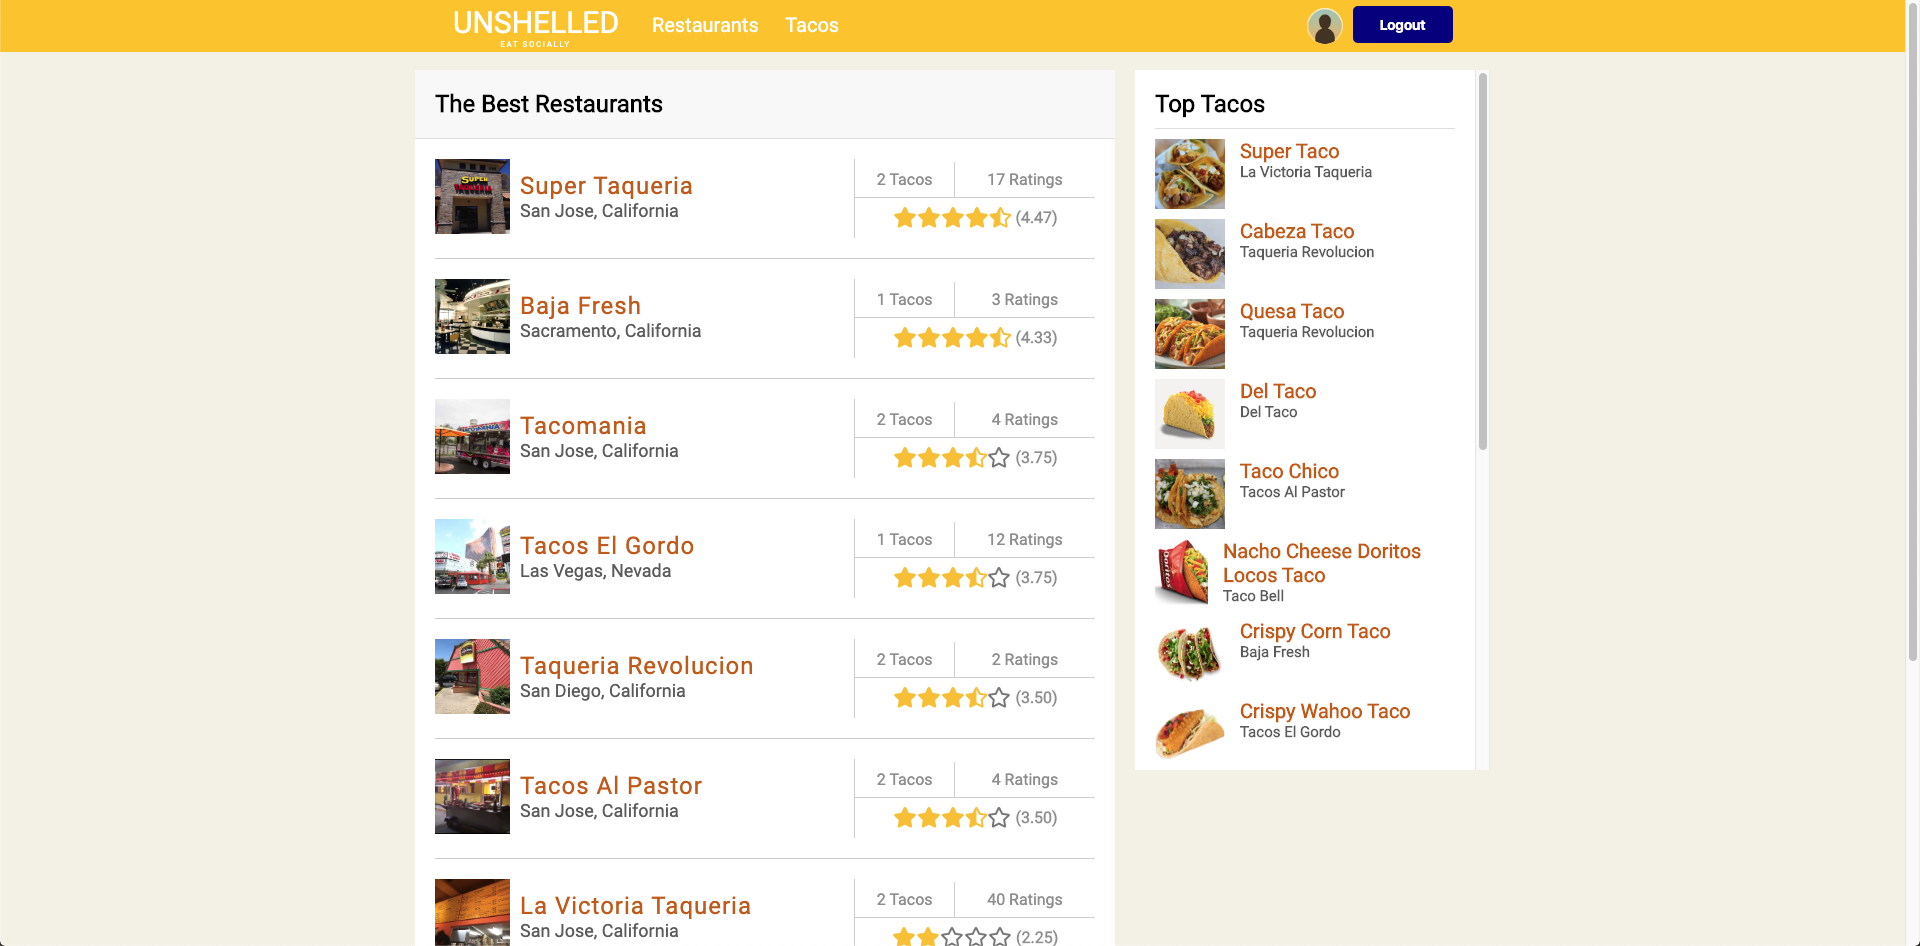 UNSHELLED
EAT SOCIALLY
Restaurants
Tacos
Logout
The Best Restaurants
SUPER
TAQUERIA
Super Taqueria
San Jose, California
2 Tacos
17 Ratings
(4.47)
Baja Fresh
Sacramento, California
1 Tacos
3 Ratings
(4.33)
TACOMANIA
Tacomania
San Jose, California
2 Tacos
4 Ratings
(3.75)
Tacos El Gordo
Las Vegas, Nevada
1 Tacos
12 Ratings
(3.75)
Taqueria Revolucion
San Diego, California
2 Tacos
2 Ratings
(3.50)
Tacos Al Pastor
San Jose, California
2 Tacos
4 Ratings
(3.50)
La Victoria Taqueria
San Jose, California
2 Tacos
40 Ratings
(2.25)
Top Tacos
Super Taco
La Victoria Taqueria
Cabeza Taco
Taqueria Revolucion
Quesa Taco
Taqueria Revolucion
Del Taco
Del Taco
Taco Chico
Tacos Al Pastor
Doritos
Nacho Cheese Doritos
Locos Taco
Taco Bell
Crispy Corn Taco
Baja Fresh
Crispy Wahoo Taco
Tacos El Gordo